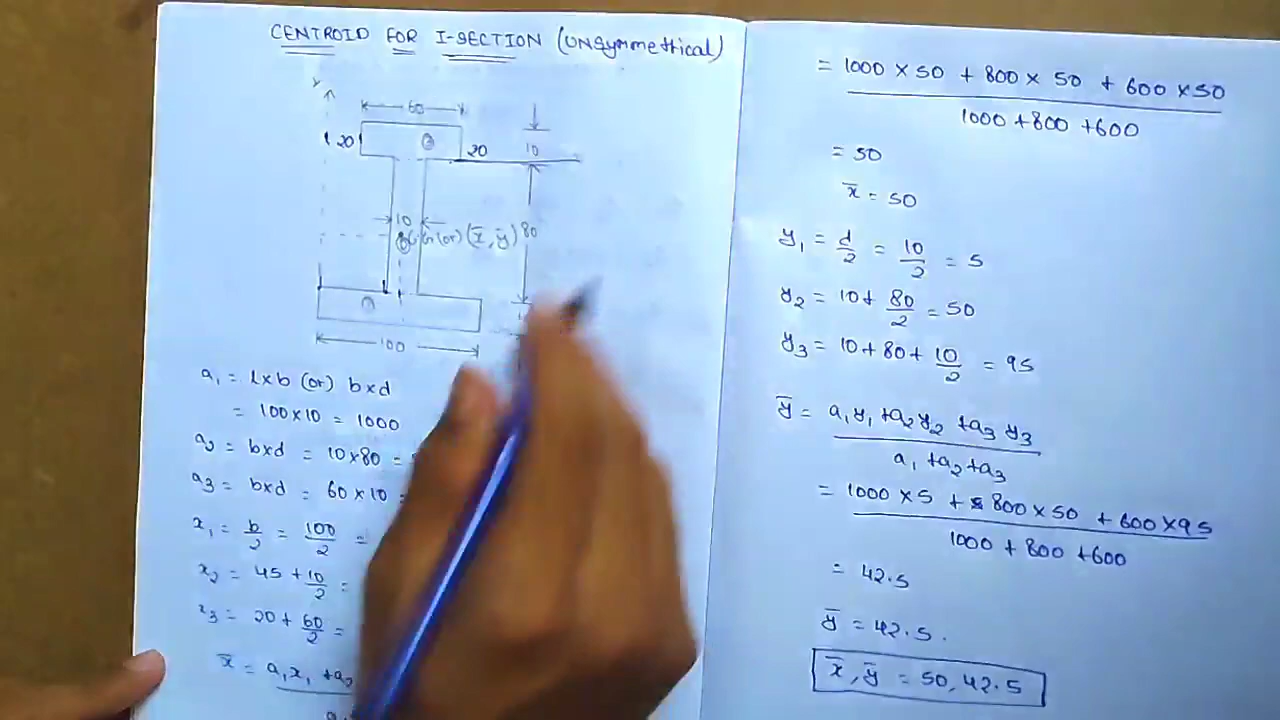 CENTROID FOR I-SECTION (UNSymmetrical)
Y
60
20 ③ 20 10
10
G (or) (x̄, ȳ) 80
①
100
a₁ = l×b (or) b×d
= 100×10 = 1000
a₂ = b×d = 10×80 =
a₃ = b×d = 60×10 =
x₁ = b/2 = 100/2 =
x₂ = 45 + 10/2 =
x₃ = 20 + 60/2 =
x̄ = a₁x₁ + a₂
= 1000 × 50 + 800 × 50 + 600 × 50
1000 + 800 + 600
= 50
x̄ = 50
y₁ = d/2 = 10/2 = 5
y₂ = 10 + 80/2 = 50
y₃ = 10 + 80 + 10/2 = 95
ȳ = a₁y₁ + a₂y₂ + a₃y₃
a₁ + a₂ + a₃
= 1000 × 5 + 800 × 50 + 600 × 95
1000 + 800 + 600
= 42.5
ȳ = 42.5.
x̄, ȳ = 50, 42.5